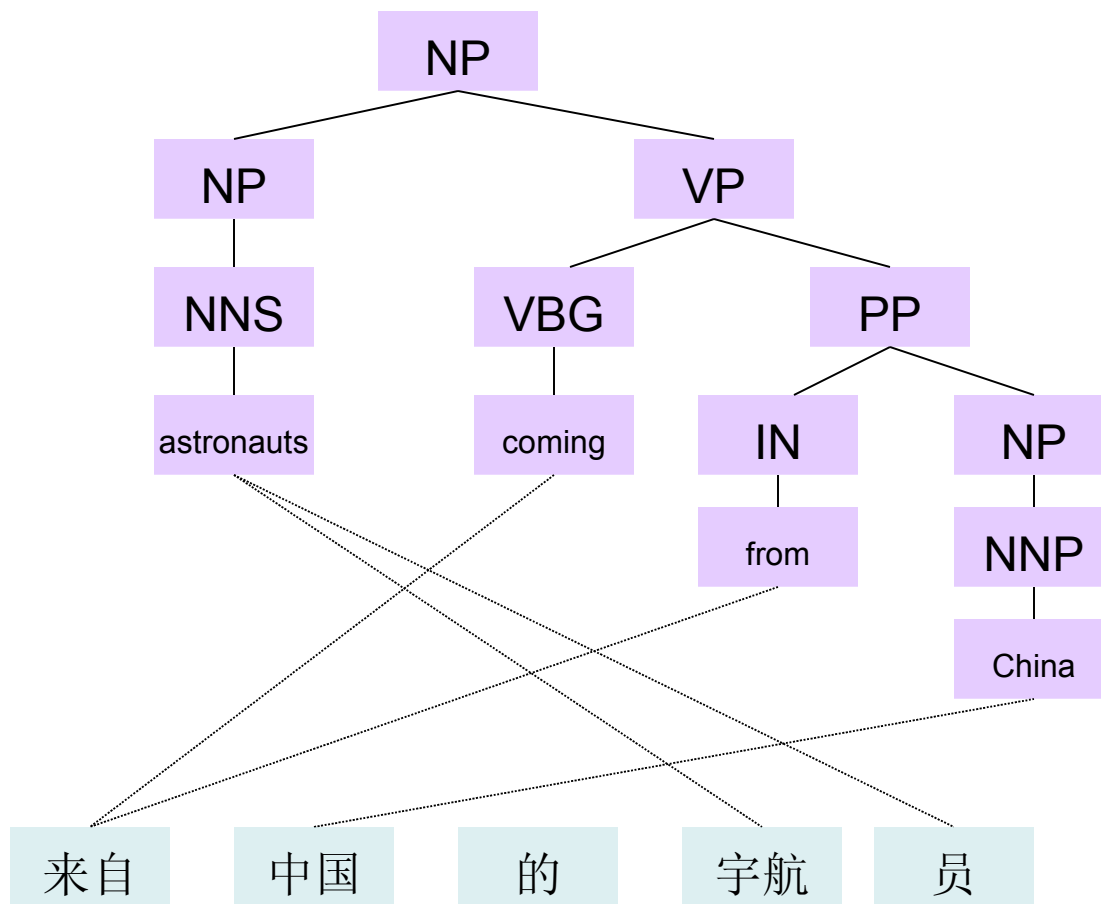 NP
NP VP
NNS VBG PP
astronauts coming IN NP
from NNP
China
来自 中国 的 宇航 员